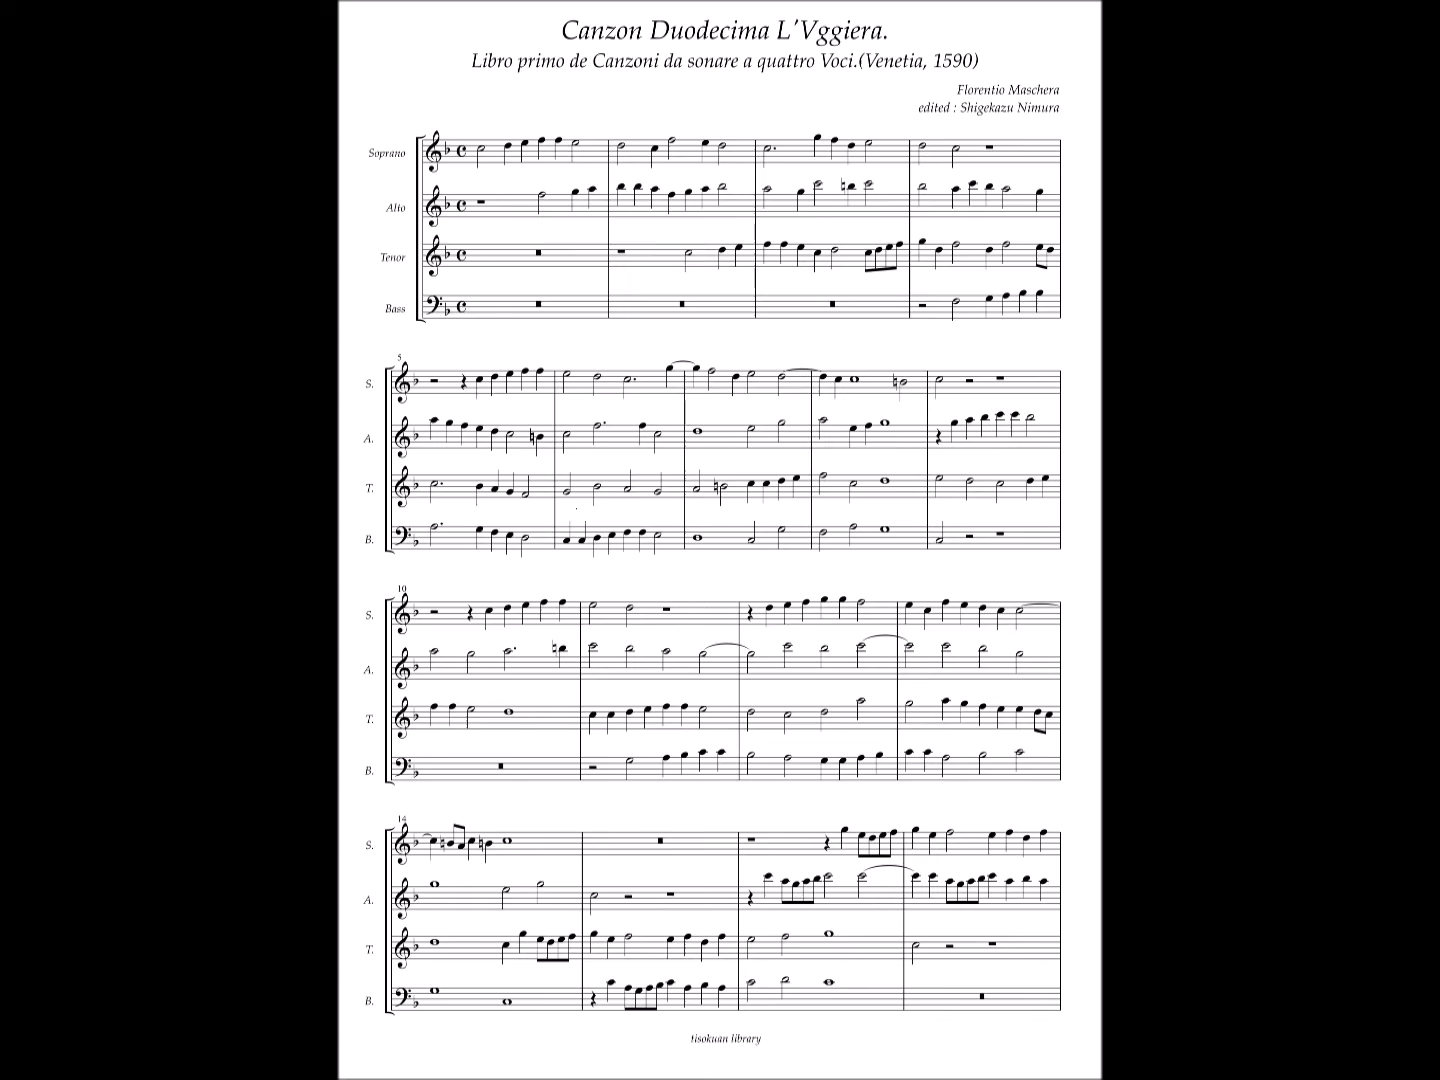 Canzon Duodecima L'Vggiera.
Libro primo de Canzoni da sonare a quattro Voci.(Venetia, 1590)
Florentio Maschera
edited : Shigekazu Nimura
Soprano
Alto
Tenor
Bass
5
S.
A.
T.
B.
10
S.
A.
T.
B.
14
S.
A.
T.
B.
tisokuan library